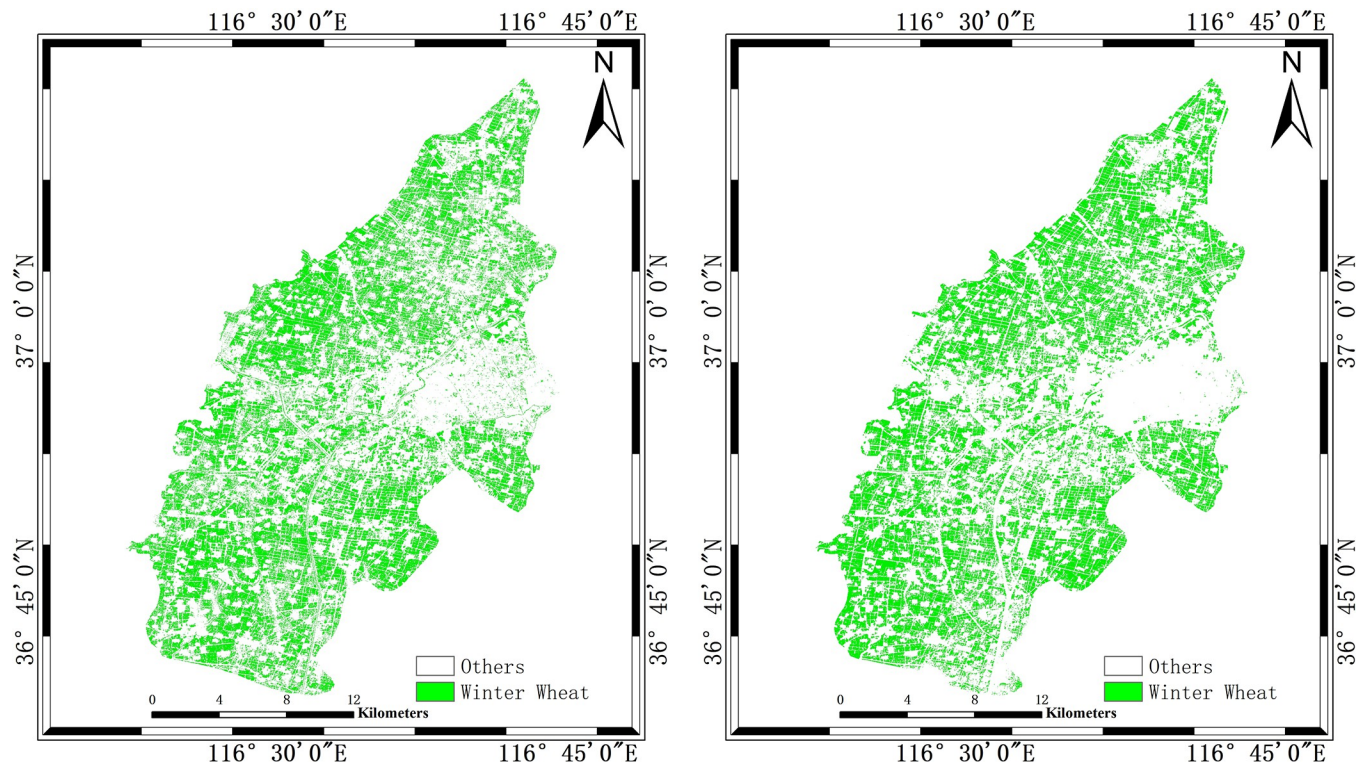 116° 30′0″E 116° 45′0″E
N
37° 0′0″N 37° 0′0″N
36° 45′0″N 36° 45′0″N
Others
Winter Wheat
0 4 8 12
Kilometers
116° 30′0″E 116° 45′0″E
116° 30′0″E 116° 45′0″E
N
37° 0′0″N 37° 0′0″N
36° 45′0″N 36° 45′0″N
Others
Winter Wheat
0 4 8 12
Kilometers
116° 30′0″E 116° 45′0″E